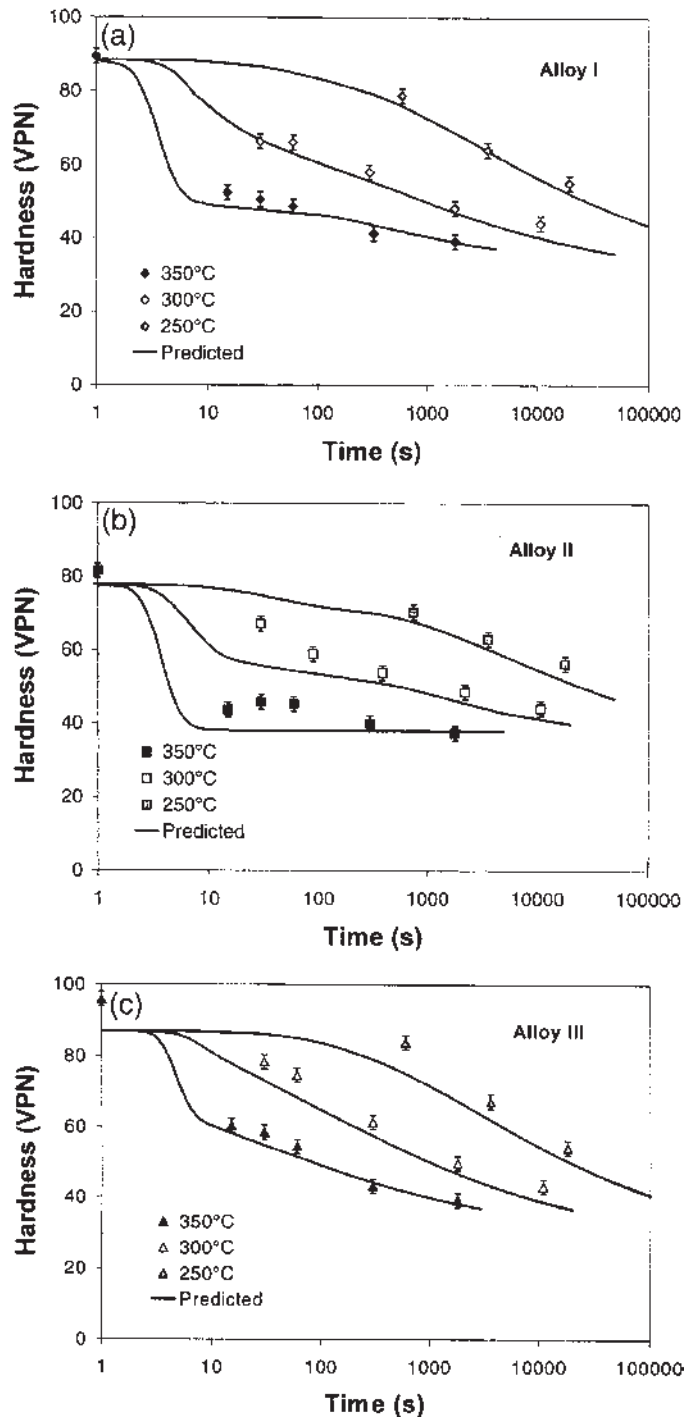 (a)
Alloy I
100
80
60
40
20
0
Hardness (VPN)
350°C
300°C
250°C
Predicted
1 10 100 1000 10000 100000
Time (s)
(b)
Alloy II
100
80
60
40
20
0
Hardness (VPN)
350°C
300°C
250°C
Predicted
1 10 100 1000 10000 100000
Time (s)
(c)
Alloy III
100
80
60
40
20
0
Hardness (VPN)
350°C
300°C
250°C
Predicted
1 10 100 1000 10000 100000
Time (s)